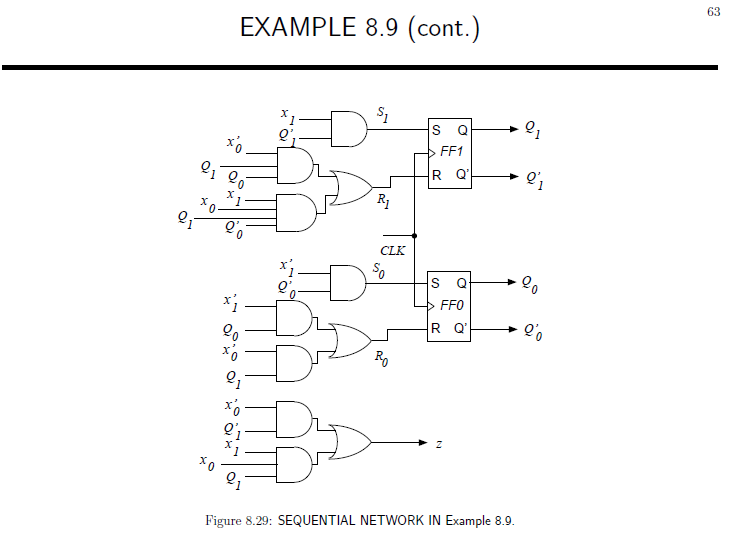 63
EXAMPLE 8.9 (cont.)
x1
Q'1
S1
S Q
FF1
R Q'
Q1
Q'1
x'0
Q1
Q0
x'1
x0
Q1
Q'0
R1
CLK
x'1
Q'0
S0
S Q
FF0
R Q'
Q0
Q'0
x'1
Q0
x'0
Q1
R0
x'0
Q'1
x1
x0
Q1
z
Figure 8.29: SEQUENTIAL NETWORK IN Example 8.9.